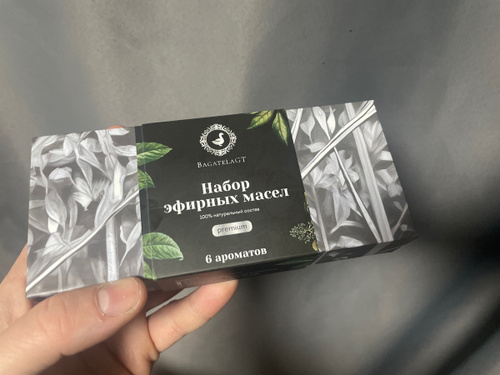 BAGATELAGT
Набор
эфирных масел
100% натуральный состав
premium
6 ароматов